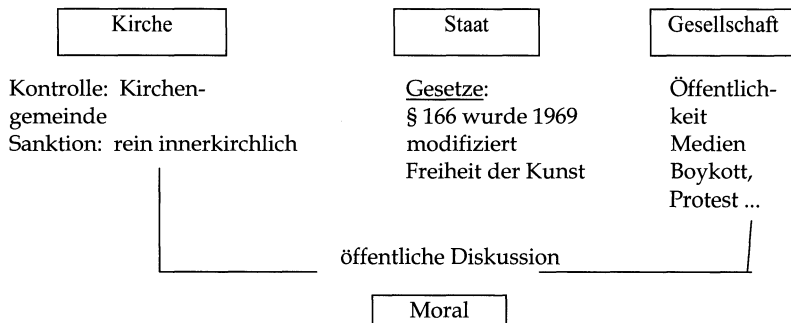 Kirche
Kontrolle: Kirchen-
gemeinde
Sanktion: rein innerkirchlich
Staat
Gesetze:
§ 166 wurde 1969
modifiziert
Freiheit der Kunst
Gesellschaft
Öffentlich-
keit
Medien
Boykott,
Protest ...
öffentliche Diskussion
Moral